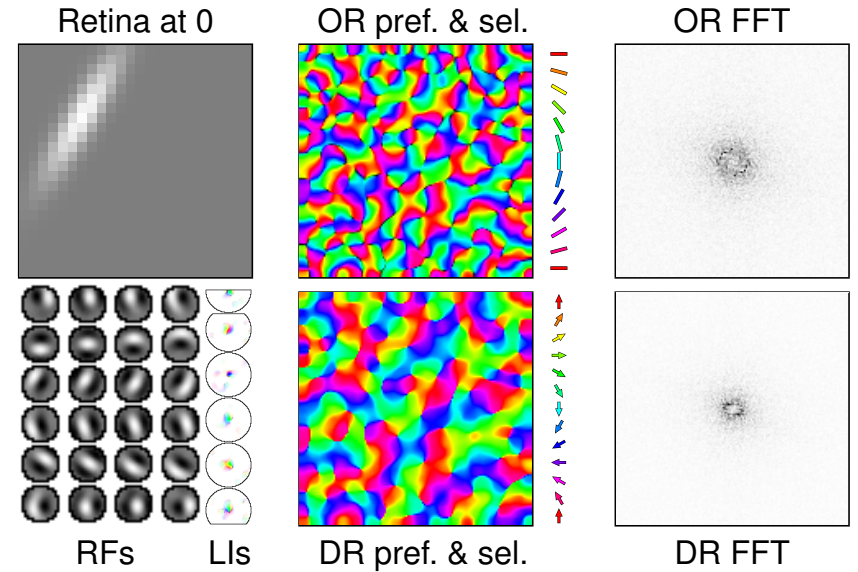 Retina at 0
OR pref. & sel.
OR FFT
RFs
LIs
DR pref. & sel.
DR FFT